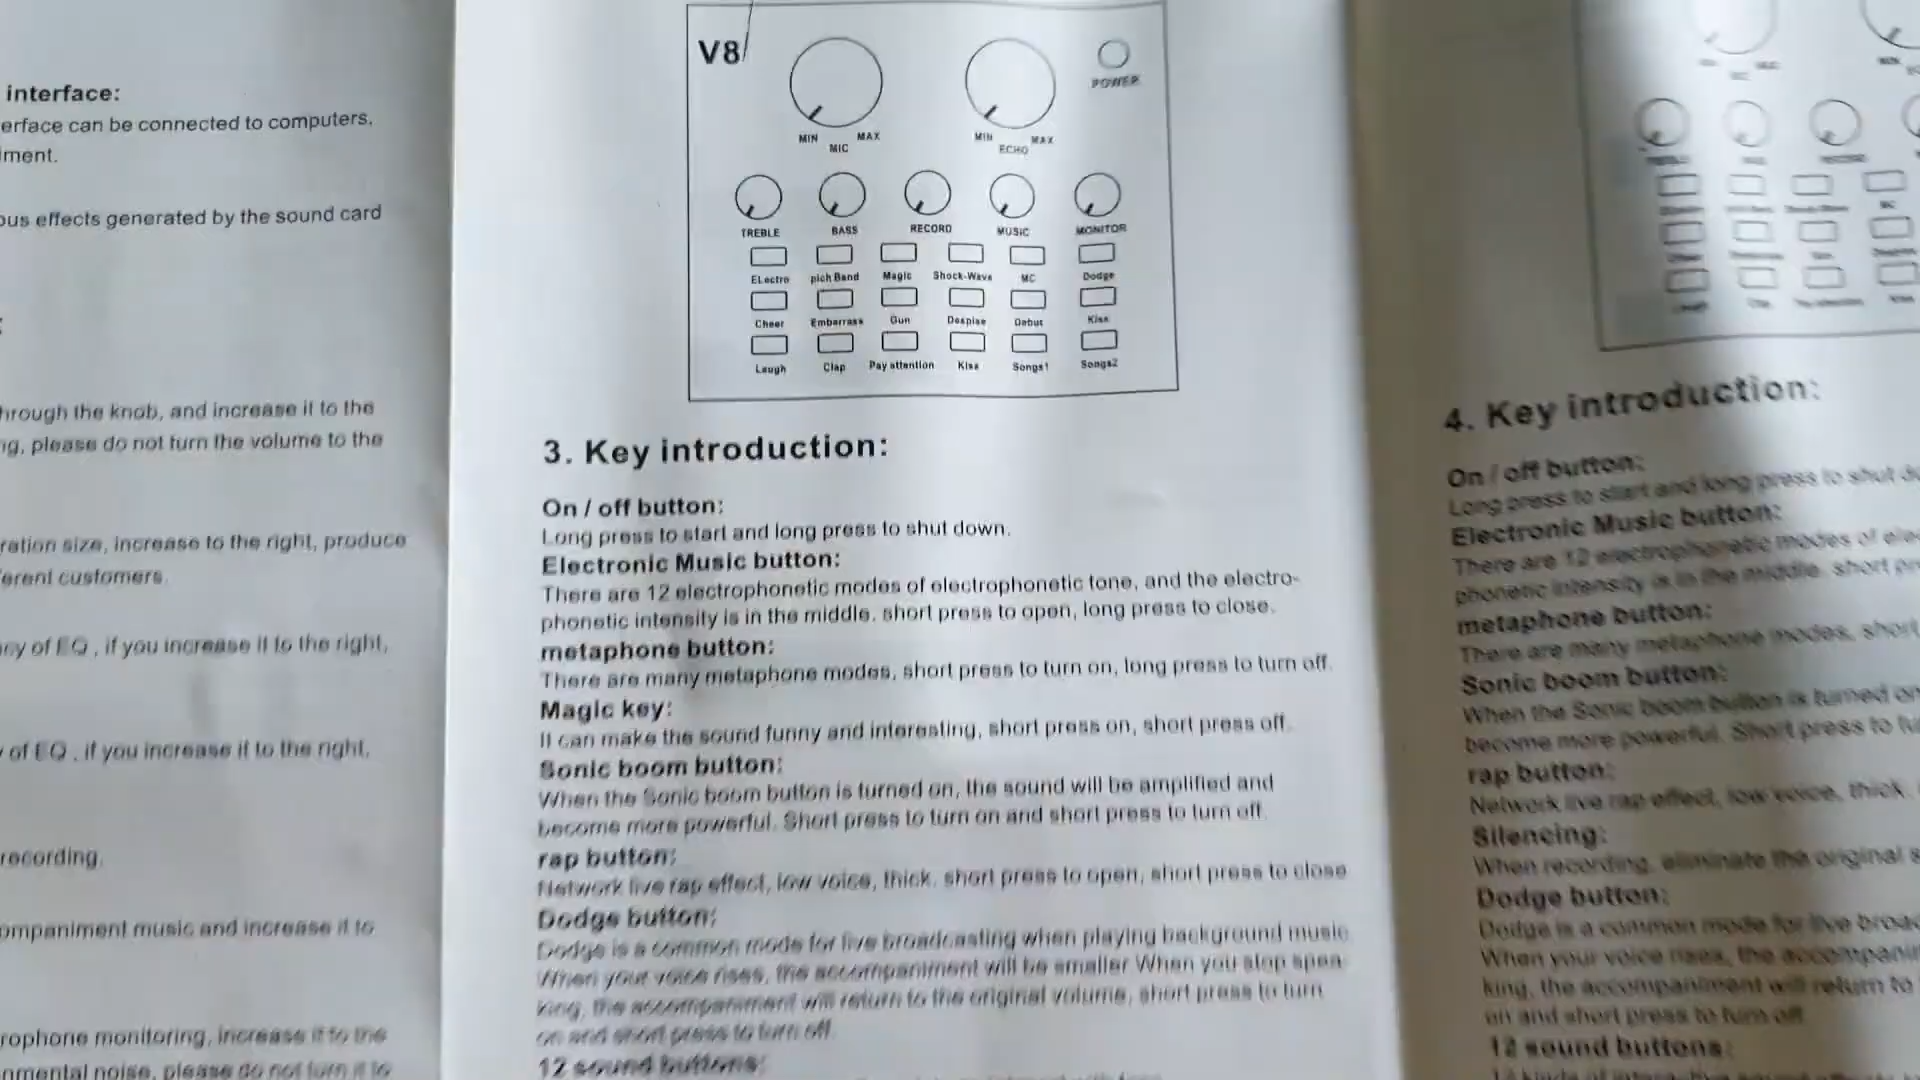 interface:
erface can be connected to computers,
iment.
ous effects generated by the sound card
hrough the knob, and increase it to the
ng, please do not turn the volume to the
ration size, increase to the right, produce
erent customers.
cy of EQ , if you increase it to the right,
of EQ , if you increase it to the right,
recording.
ompaniment music and increase it to
rophone monitoring, increase it to the
nmental noise, please do not turn it to
V8
POWER
MIN MAX MIN MAX
MIC ECHO
TREBLE BASS RECORD MUSIC MONITOR
ELectro pich Band Magic Shock-Wave MC Dodge
Cheer Embarrass Gun Despise Debut Kiss
Laugh Clap Pay attention Kiss Songs1 Songs2
3. Key introduction:
On / off button:
Long press to start and long press to shut down.
Electronic Music button:
There are 12 electrophonetic modes of electrophonetic tone, and the electro-
phonetic intensity is in the middle. short press to open, long press to close.
metaphone button:
There are many metaphone modes, short press to turn on, long press to turn off.
Magic key:
It can make the sound funny and interesting, short press on, short press off.
Sonic boom button:
When the Sonic boom button is turned on, the sound will be amplified and
become more powerful. Short press to turn on and short press to turn off.
rap button:
Network live rap effect, low voice, thick. short press to open, short press to close
Dodge button:
Dodge is a common mode for live broadcasting when playing background music
When your voice rises, the accompaniment will be smaller When you stop spea-
king, the accompaniment will return to the original volume, short press to turn
on and short press to turn off.
12 sound buttons:
TREBLE RECORD
4. Key introduction:
On / off button:
Long press to start and long press to shut do
Electronic Music button:
There are 12 electrophonetic modes of elec
phonetic intensity is in the middle. short pr
metaphone button:
There are many metaphone modes, short
Sonic boom button:
When the Sonic boom button is turned on
become more powerful. Short press to tu
rap button:
Network live rap effect, low voice, thick.
Silencing:
When recording, eliminate the original s
Dodge button:
Dodge is a common mode for live broad
When your voice rises, the accompanim
king, the accompaniment will return to
on and short press to turn off
12 sound buttons: